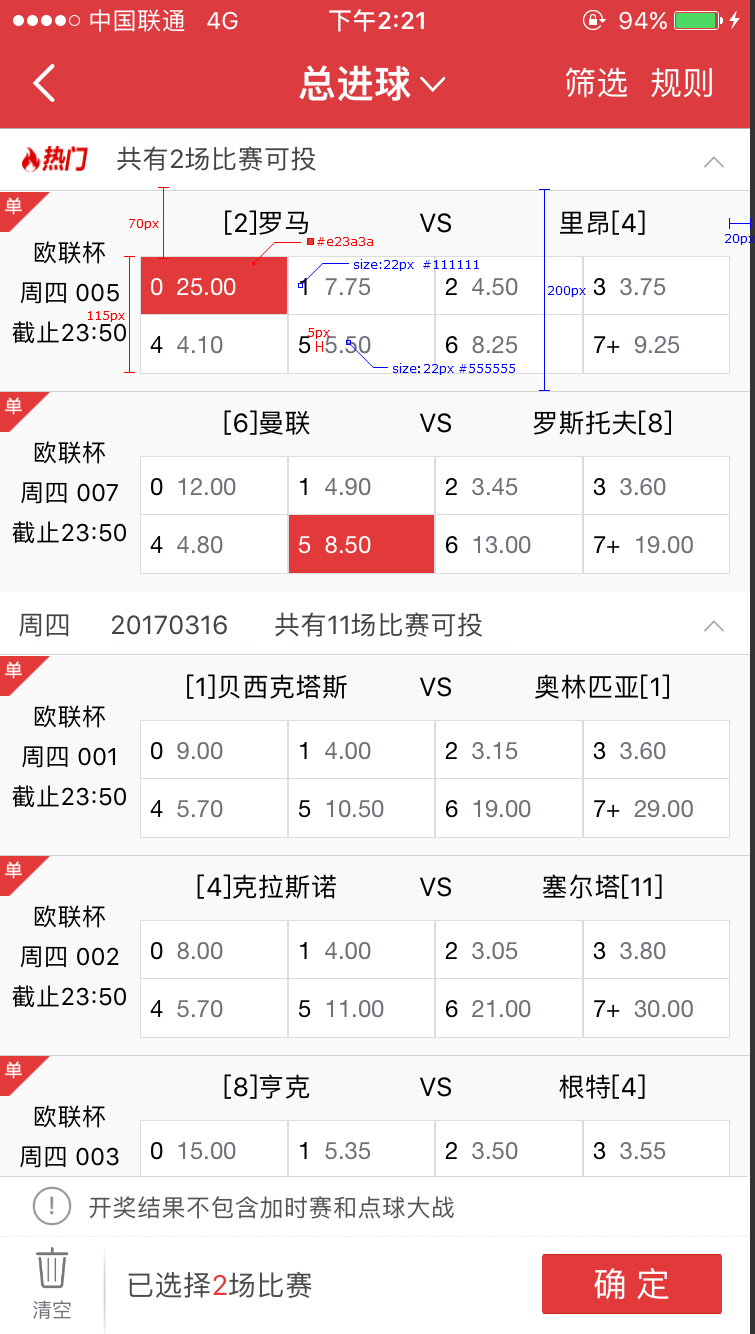 中国联通 4G 下午2:21 94%
总进球 筛选 规则
热门 共有2场比赛可投
单
70px
[2]罗马 VS 里昂[4]
#e23a3a
20px
欧联杯
周四 005
截止23:50
115px
size:22px #111111
200px
0 25.00 1 7.75 2 4.50 3 3.75
5px
H
4 4.10 5 5.50 6 8.25 7+ 9.25
size:22px #555555
单
[6]曼联 VS 罗斯托夫[8]
欧联杯
周四 007
截止23:50
0 12.00 1 4.90 2 3.45 3 3.60
4 4.80 5 8.50 6 13.00 7+ 19.00
周四 20170316 共有11场比赛可投
单
[1]贝西克塔斯 VS 奥林匹亚[1]
欧联杯
周四 001
截止23:50
0 9.00 1 4.00 2 3.15 3 3.60
4 5.70 5 10.50 6 19.00 7+ 29.00
单
[4]克拉斯诺 VS 塞尔塔[11]
欧联杯
周四 002
截止23:50
0 8.00 1 4.00 2 3.05 3 3.80
4 5.70 5 11.00 6 21.00 7+ 30.00
单
[8]亨克 VS 根特[4]
欧联杯
周四 003
0 15.00 1 5.35 2 3.50 3 3.55
开奖结果不包含加时赛和点球大战
清空
已选择2场比赛
确定